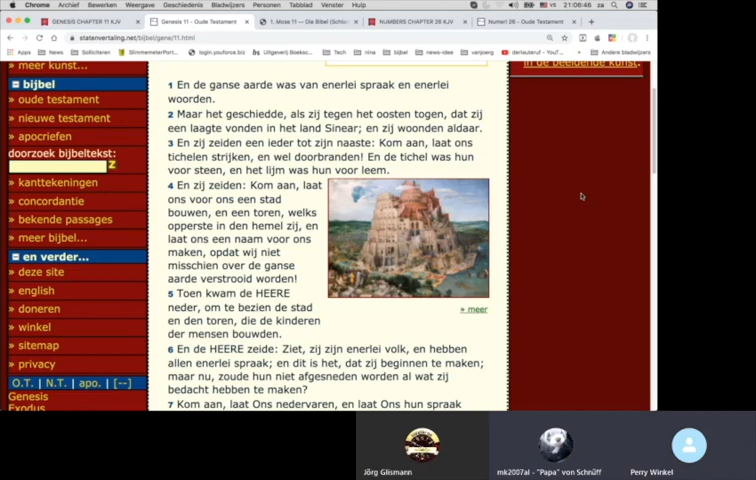 Chrome Archief Bewerken Weergave Geschiedenis Bladwijzers Personen Tabblad Venster Help za 21:08:46
GENESIS CHAPTER 11 KJV
Genesis 11 - Oude Testament
1. Mose 11 — Die Bibel (Schlac
NUMBERS CHAPTER 26 KJV
Numeri 26 - Oude Testament
statenvertaling.net/bijbel/gene/11.html
Apps News Solliciteren SlimmemeterPort... login.youforce.biz Uitgeverij Boeksc... Tech nina bijbel news-idee vanjoerg derlauteruf - YouT... Andere bladwijzers
» meer kunst...
bijbel
» oude testament
» nieuwe testament
» apocriefen
doorzoek bijbeltekst:
Z
» kanttekeningen
» concordantie
» bekende passages
» meer bijbel...
en verder...
» deze site
» english
» doneren
» winkel
» sitemap
» privacy
O.T. | N.T. | apo. | [--]
Genesis
Exodus
1 En de ganse aarde was van enerlei spraak en enerlei
woorden.
2 Maar het geschiedde, als zij tegen het oosten togen, dat zij
een laagte vonden in het land Sinear; en zij woonden aldaar.
3 En zij zeiden een ieder tot zijn naaste: Kom aan, laat ons
tichelen strijken, en wel doorbranden! En de tichel was hun
voor steen, en het lijm was hun voor leem.
4 En zij zeiden: Kom aan, laat
ons voor ons een stad
bouwen, en een toren, welks
opperste in den hemel zij, en
laat ons een naam voor ons
maken, opdat wij niet
misschien over de ganse
aarde verstrooid worden!
» meer
5 Toen kwam de HEERE
neder, om te bezien de stad
en den toren, die de kinderen
der mensen bouwden.
6 En de HEERE zeide: Ziet, zij zijn enerlei volk, en hebben
allen enerlei spraak; en dit is het, dat zij beginnen te maken;
maar nu, zoude hun niet afgesneden worden al wat zij
bedacht hebben te maken?
7 Kom aan, laat Ons nedervaren, en laat Ons hun spraak
in de beeldende kunst.
Jörg Glismann
mk2007al - "Papa" von Schnüff
Perry Winkel